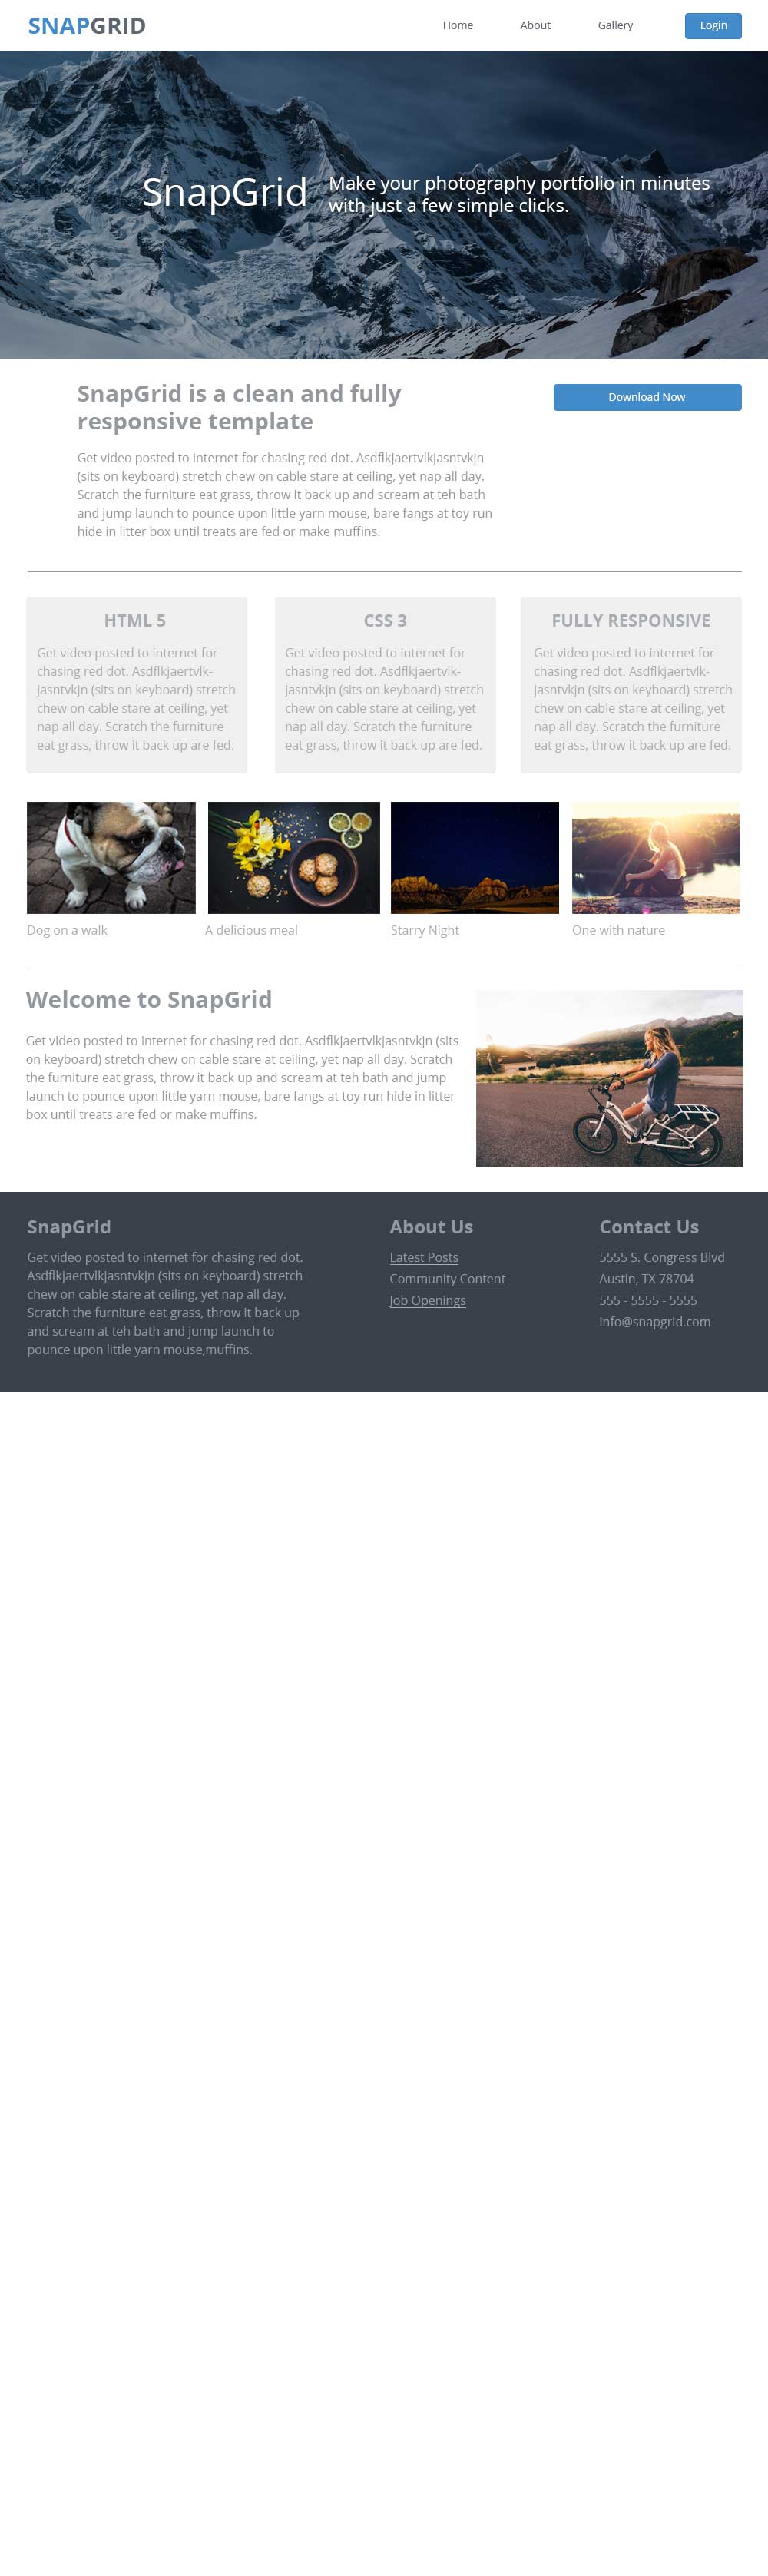 SNAPGRID
Home
About
Gallery
Login
SnapGrid
Make your photography portfolio in minutes
with just a few simple clicks.
SnapGrid is a clean and fully
responsive template
Download Now
Get video posted to internet for chasing red dot. Asdflkjaertvlkjasntvkjn
(sits on keyboard) stretch chew on cable stare at ceiling, yet nap all day.
Scratch the furniture eat grass, throw it back up and scream at teh bath
and jump launch to pounce upon little yarn mouse, bare fangs at toy run
hide in litter box until treats are fed or make muffins.
HTML 5
Get video posted to internet for
chasing red dot. Asdflkjaertvlk-
jasntvkjn (sits on keyboard) stretch
chew on cable stare at ceiling, yet
nap all day. Scratch the furniture
eat grass, throw it back up are fed.
CSS 3
Get video posted to internet for
chasing red dot. Asdflkjaertvlk-
jasntvkjn (sits on keyboard) stretch
chew on cable stare at ceiling, yet
nap all day. Scratch the furniture
eat grass, throw it back up are fed.
FULLY RESPONSIVE
Get video posted to internet for
chasing red dot. Asdflkjaertvlk-
jasntvkjn (sits on keyboard) stretch
chew on cable stare at ceiling, yet
nap all day. Scratch the furniture
eat grass, throw it back up are fed.
Dog on a walk
A delicious meal
Starry Night
One with nature
Welcome to SnapGrid
Get video posted to internet for chasing red dot. Asdflkjaertvlkjasntvkjn (sits
on keyboard) stretch chew on cable stare at ceiling, yet nap all day. Scratch
the furniture eat grass, throw it back up and scream at teh bath and jump
launch to pounce upon little yarn mouse, bare fangs at toy run hide in litter
box until treats are fed or make muffins.
SnapGrid
Get video posted to internet for chasing red dot.
Asdflkjaertvlkjasntvkjn (sits on keyboard) stretch
chew on cable stare at ceiling, yet nap all day.
Scratch the furniture eat grass, throw it back up
and scream at teh bath and jump launch to
pounce upon little yarn mouse,muffins.
About Us
Latest Posts
Community Content
Job Openings
Contact Us
5555 S. Congress Blvd
Austin, TX 78704
555 - 5555 - 5555
info@snapgrid.com